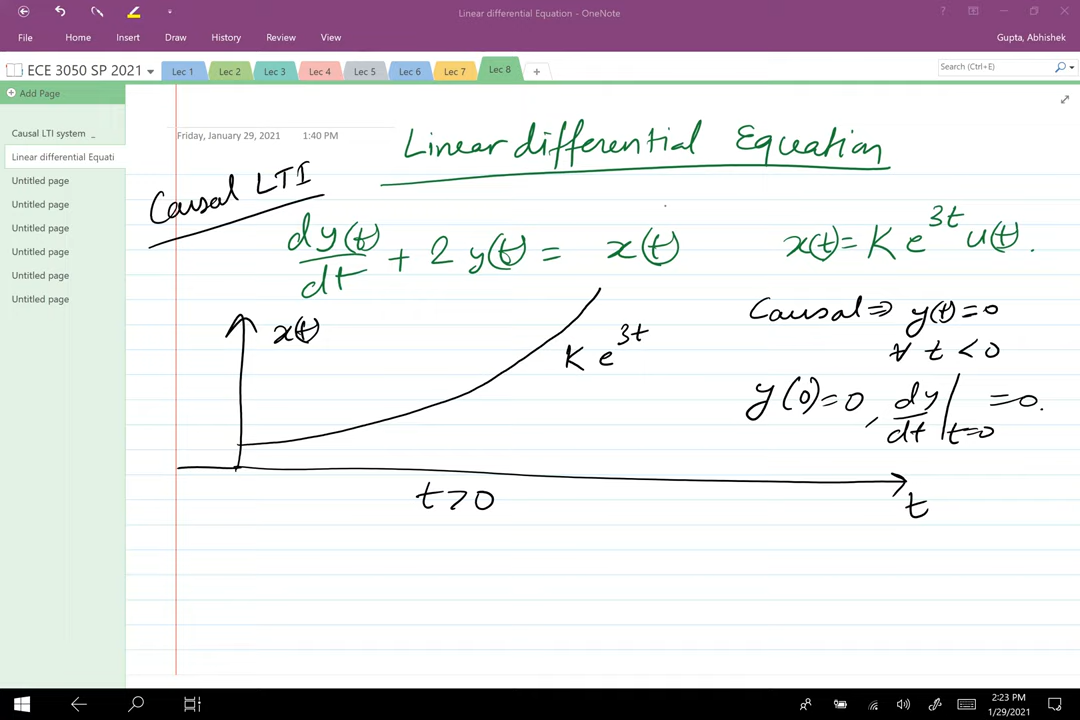 Linear differential Equation - OneNote
File Home Insert Draw History Review View
Gupta, Abhishek
ECE 3050 SP 2021
Lec 1 Lec 2 Lec 3 Lec 4 Lec 5 Lec 6 Lec 7 Lec 8
Search (Ctrl+E)
Add Page
Causal LTI system
Linear differential Equati
Untitled page
Untitled page
Untitled page
Untitled page
Untitled page
Untitled page
Friday, January 29, 2021 1:40 PM
Linear differential Equation
Causal LTI
dy(t)/dt + 2 y(t) = x(t)
x(t) = K e^{3t} u(t).
x(t)
K e^{3t}
Causal ⇒ y(t) = 0
∀ t < 0
y(0) = 0, dy/dt|t=0 = 0.
t > 0
t
2:23 PM
1/29/2021